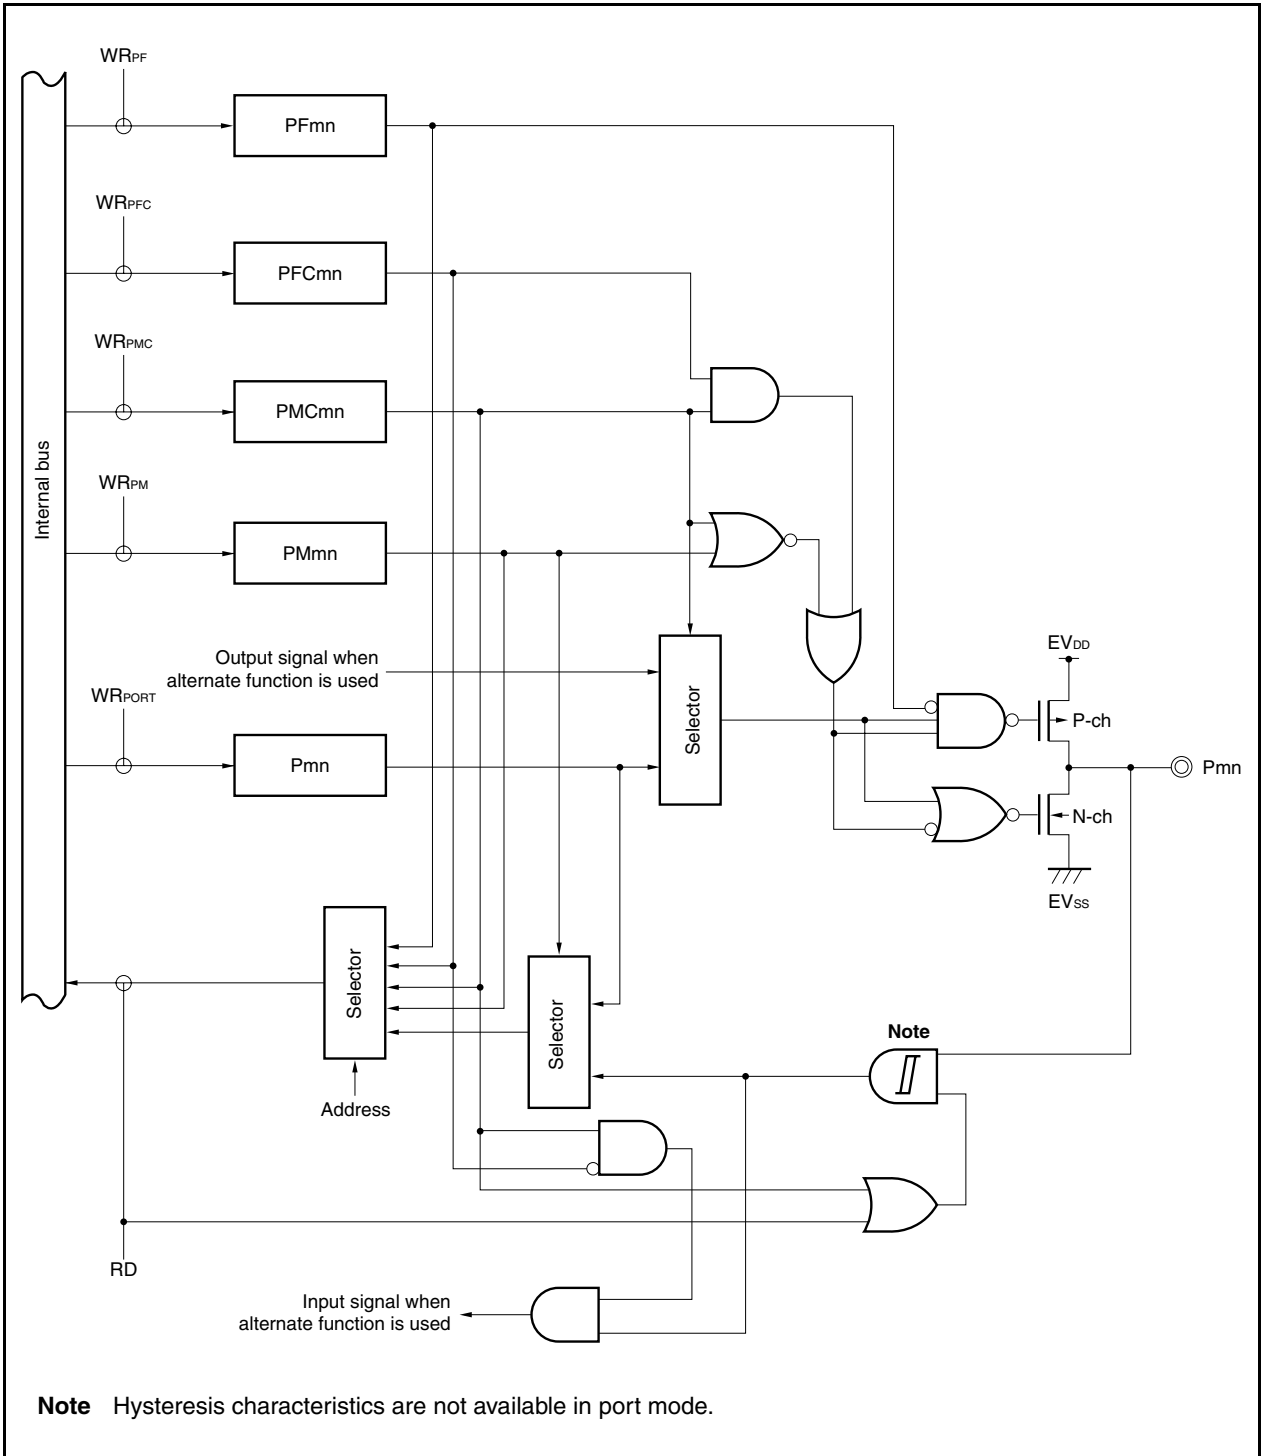 WRPF
PFmn
WRPFC
PFCmn
WRPMC
PMCmn
Internal bus
WRPM
PMmn
Output signal when
alternate function is used
EVDD
WRPORT
Selector
P-ch
Pmn
Pmn
N-ch
EVSS
Selector
Selector
Note
Address
RD
Input signal when
alternate function is used
Note Hysteresis characteristics are not available in port mode.